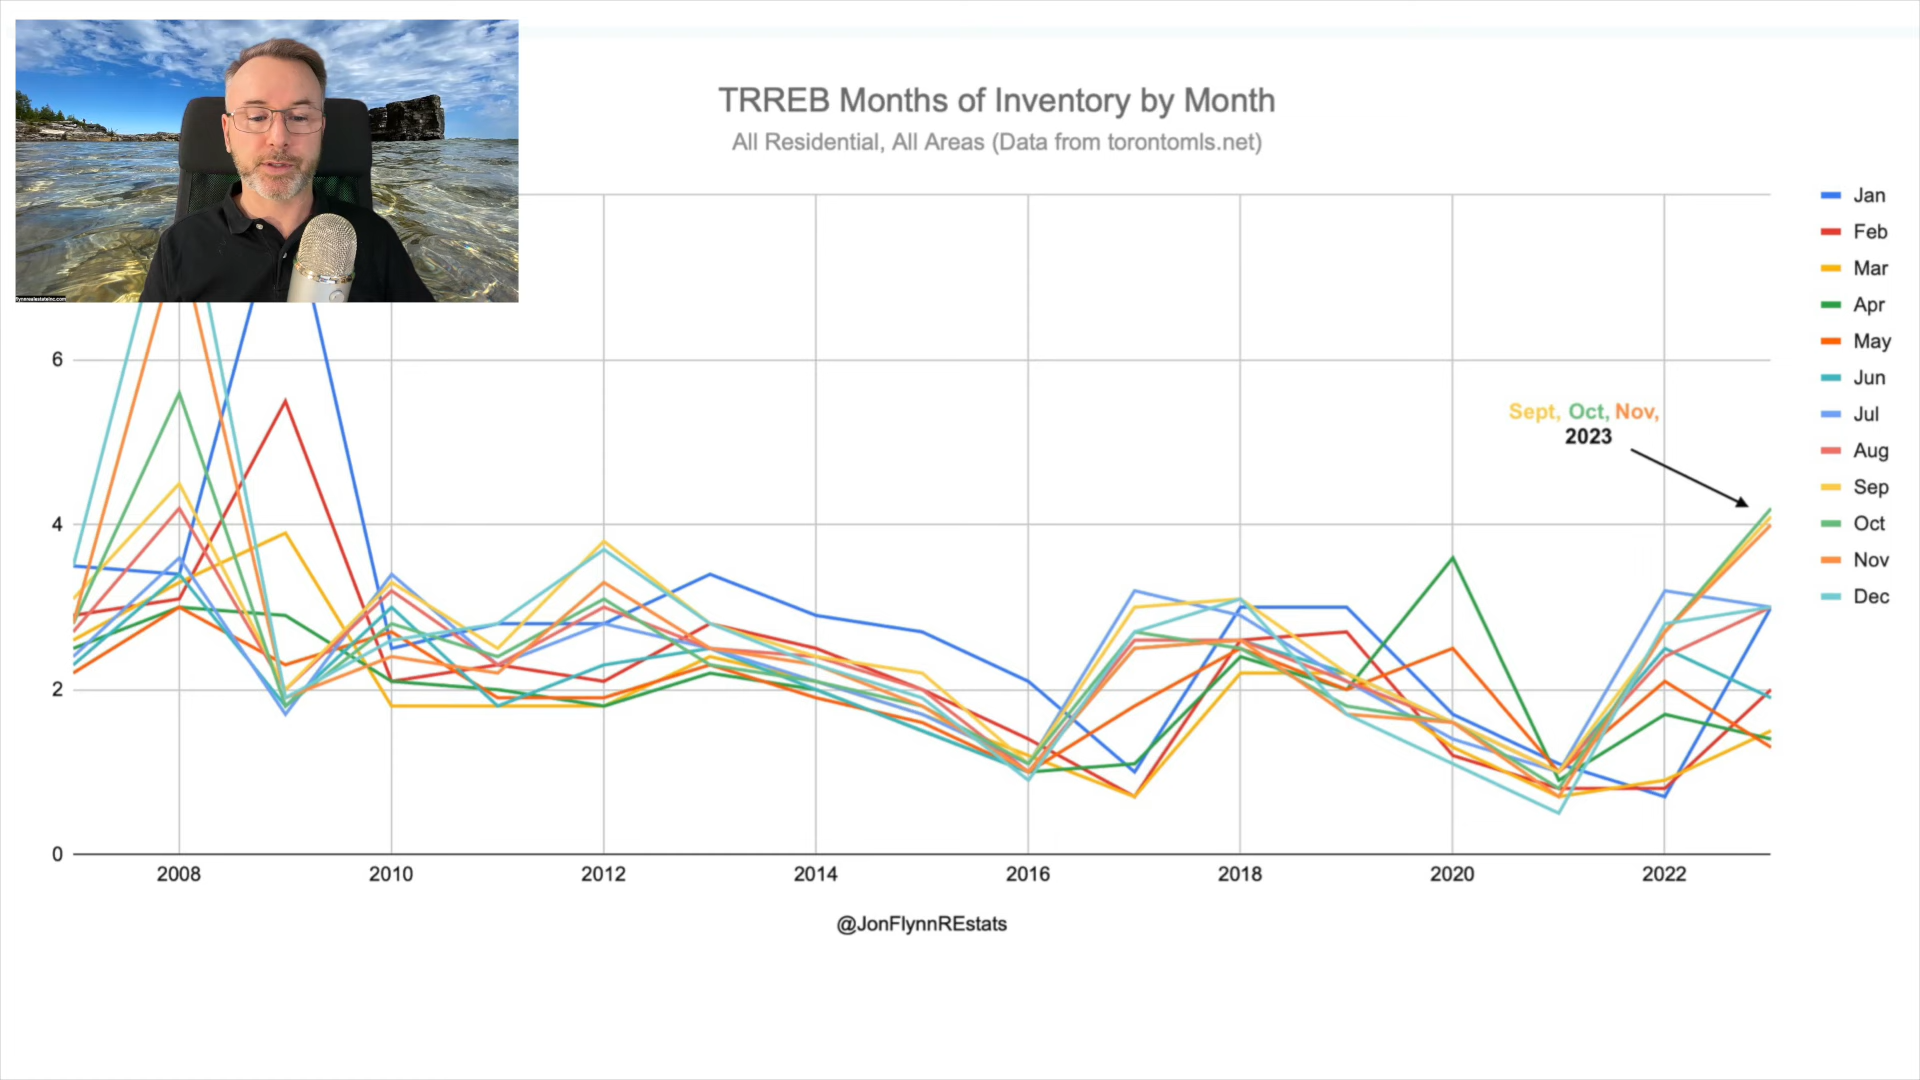 flynnrealestateinc.com
TRREB Months of Inventory by Month
All Residential, All Areas (Data from torontomls.net)
Jan
Feb
Mar
Apr
May
Jun
Jul
Aug
Sep
Oct
Nov
Dec
6
4
2
0
Sept, Oct, Nov,
2023
2008 2010 2012 2014 2016 2018 2020 2022
@JonFlynnREstats